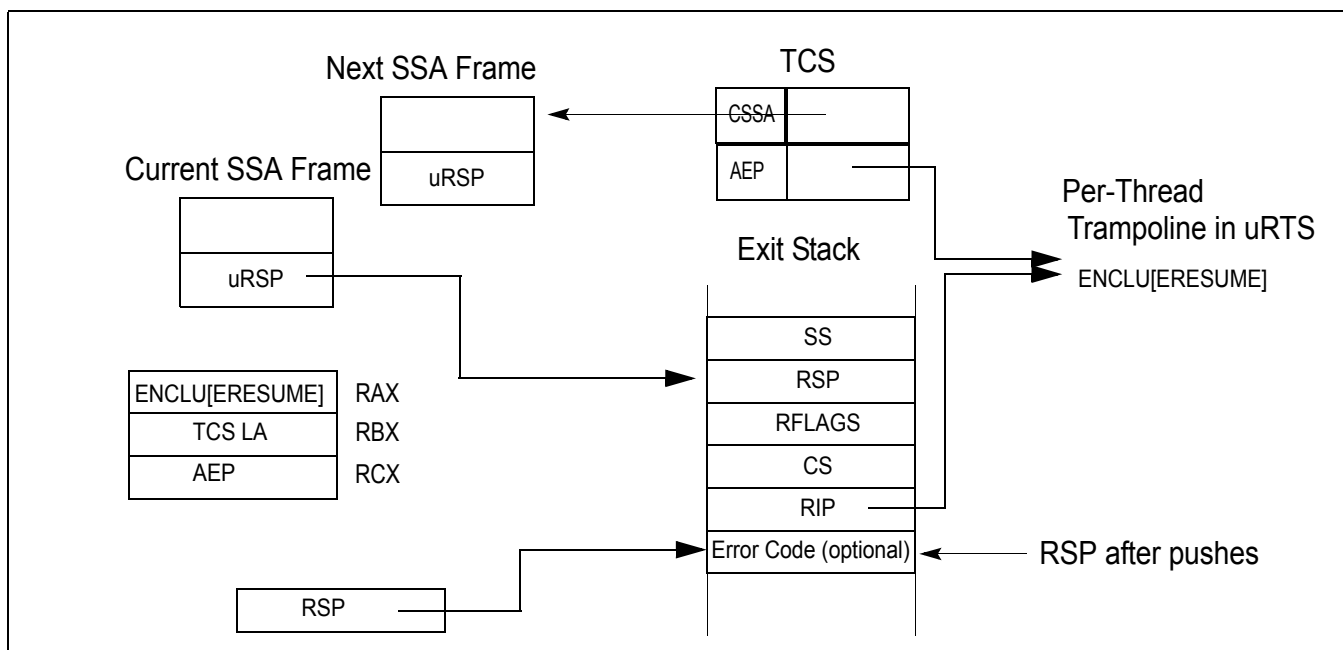 Next SSA Frame
TCS
CSSA
AEP
uRSP
Current SSA Frame
uRSP
Per-Thread
Trampoline in uRTS
ENCLU[ERESUME]
Exit Stack
SS
RSP
RFLAGS
CS
RIP
Error Code (optional)
RSP after pushes
ENCLU[ERESUME] RAX
TCS LA RBX
AEP RCX
RSP